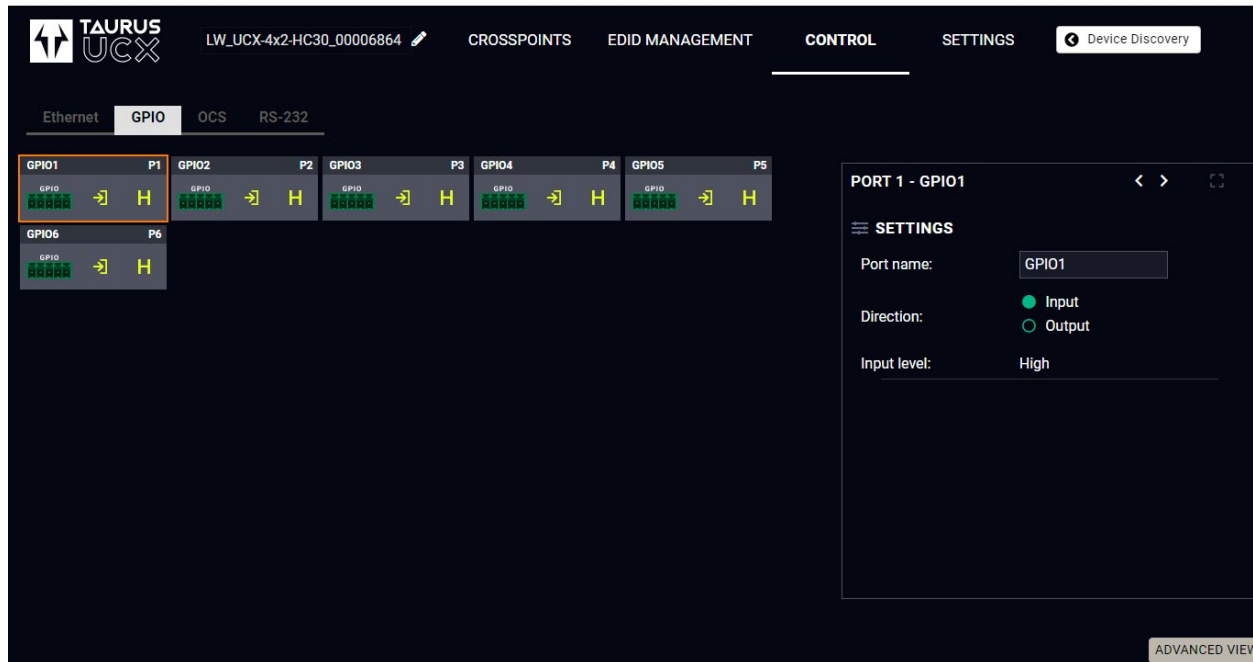 TAURUS
UCX
LW_UCX-4x2-HC30_00006864
CROSSPOINTS
EDID MANAGEMENT
CONTROL
SETTINGS
Device Discovery
Ethernet
GPIO
OCS
RS-232
GPIO1 P1
GPIO H
GPIO2 P2
GPIO H
GPIO3 P3
GPIO H
GPIO4 P4
GPIO H
GPIO5 P5
GPIO H
GPIO6 P6
GPIO H
PORT 1 - GPIO1
SETTINGS
Port name: GPIO1
Direction:
Input
Output
Input level: High
ADVANCED VIEW